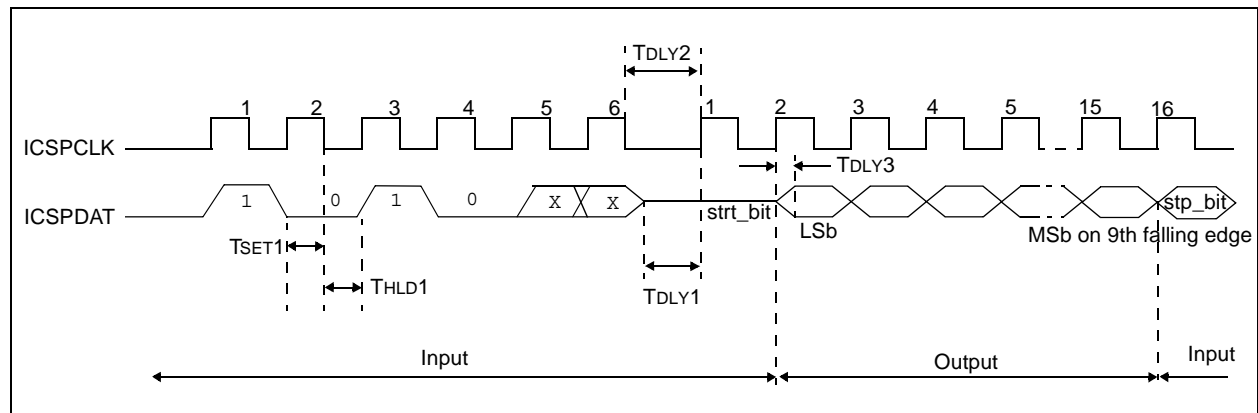 TDLY2
1 2 3 4 5 6 1 2 3 4 5 15 16
ICSPCLK
TDLY3
ICSPDAT
1 0 1 0 x x strt_bit LSb stp_bit
MSb on 9th falling edge
TSET1
THLD1
TDLY1
Input Output Input